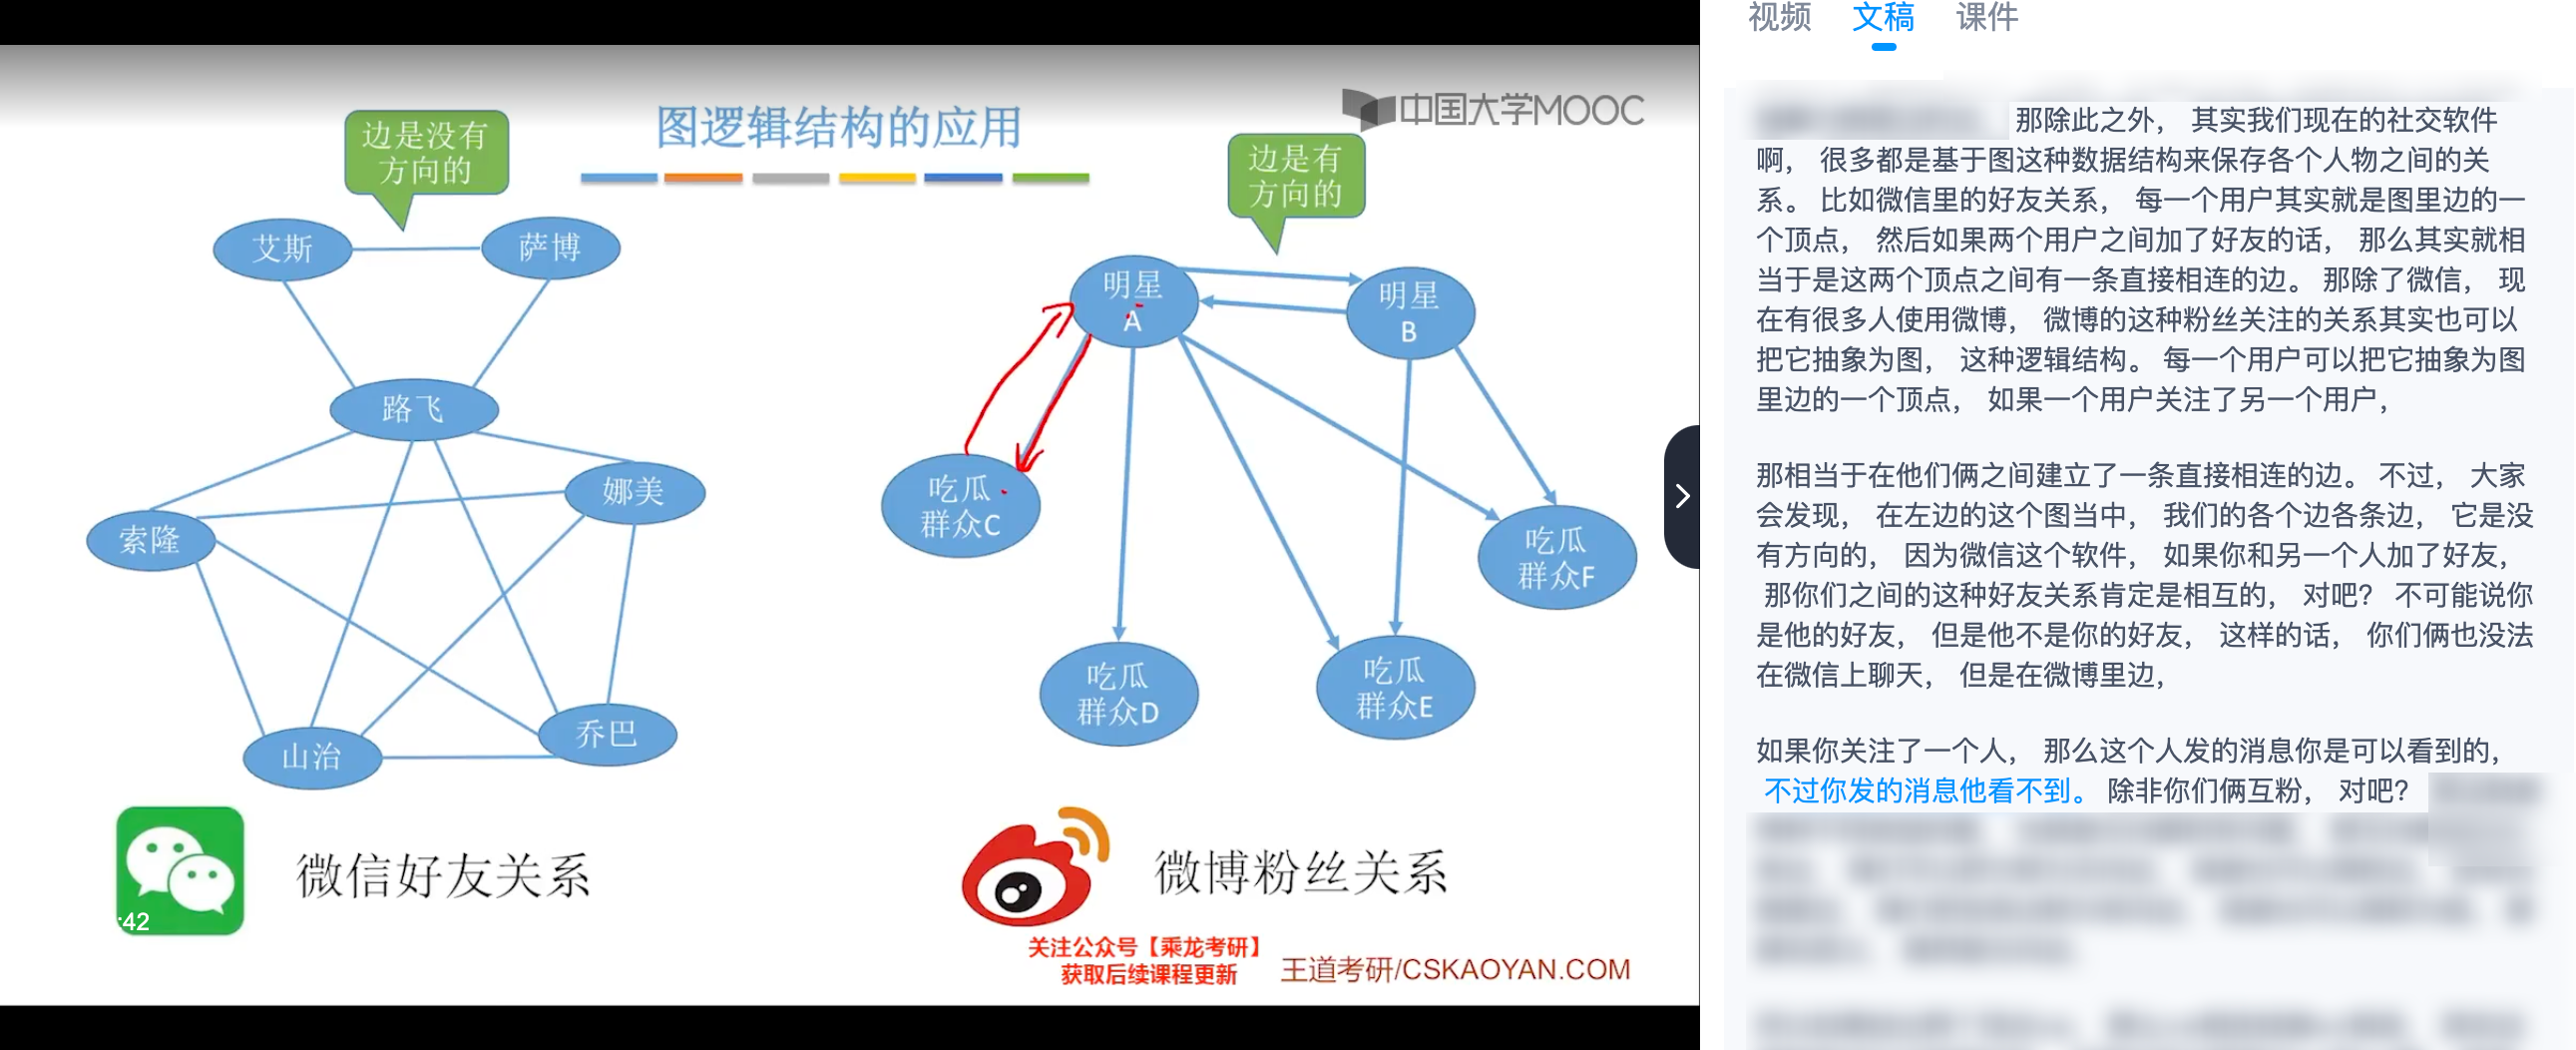 图逻辑结构的应用
中国大学MOOC
边是没有
方向的
边是有
方向的
艾斯
萨博
路飞
娜美
索隆
山治
乔巴
明星
A
明星
B
吃瓜
群众C
吃瓜
群众D
吃瓜
群众E
吃瓜
群众F
:42
微信好友关系
微博粉丝关系
关注公众号【乘龙考研】
获取后续课程更新
王道考研/CSKAOYAN.COM
视频 文稿 课件
那除此之外， 其实我们现在的社交软件
啊， 很多都是基于图这种数据结构来保存各个人物之间的关
系。 比如微信里的好友关系， 每一个用户其实就是图里边的一
个顶点， 然后如果两个用户之间加了好友的话， 那么其实就相
当于是这两个顶点之间有一条直接相连的边。 那除了微信， 现
在有很多人使用微博， 微博的这种粉丝关注的关系其实也可以
把它抽象为图， 这种逻辑结构。 每一个用户可以把它抽象为图
里边的一个顶点， 如果一个用户关注了另一个用户，
那相当于在他们俩之间建立了一条直接相连的边。 不过， 大家
会发现， 在左边的这个图当中， 我们的各个边各条边， 它是没
有方向的， 因为微信这个软件， 如果你和另一个人加了好友，
那你们之间的这种好友关系肯定是相互的， 对吧？ 不可能说你
是他的好友， 但是他不是你的好友， 这样的话， 你们俩也没法
在微信上聊天， 但是在微博里边，
如果你关注了一个人， 那么这个人发的消息你是可以看到的，
不过你发的消息他看不到。 除非你们俩互粉， 对吧？